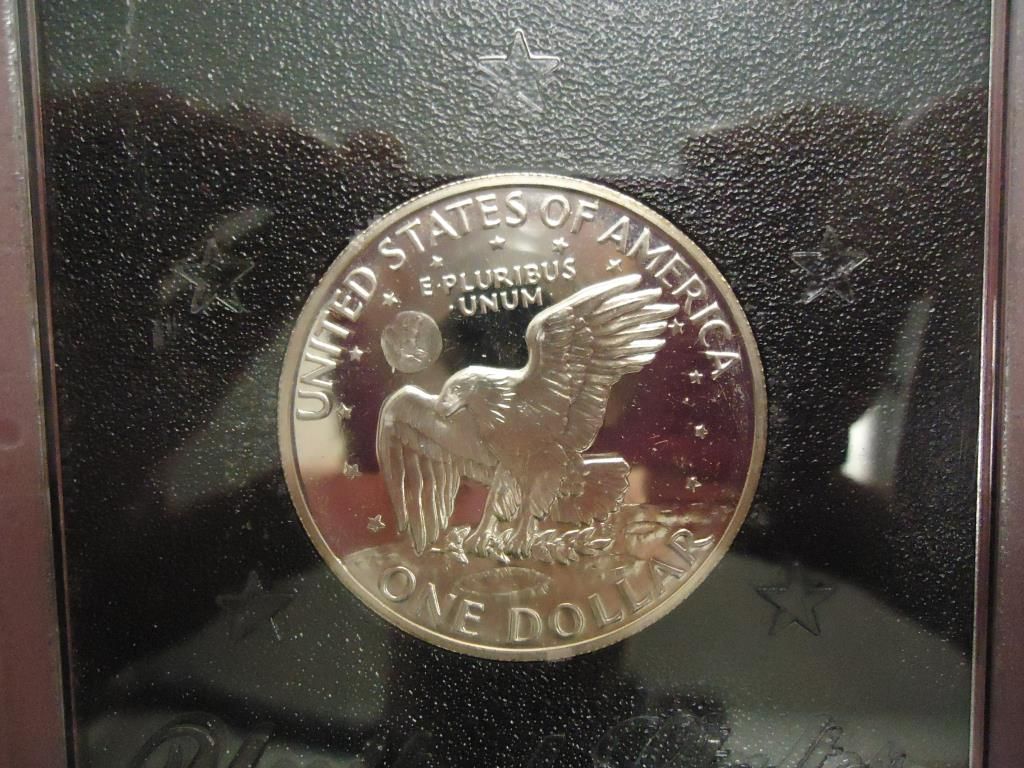 UNITED STATES OF AMERICA
E·PLURIBUS
·UNUM
ONE DOLLAR